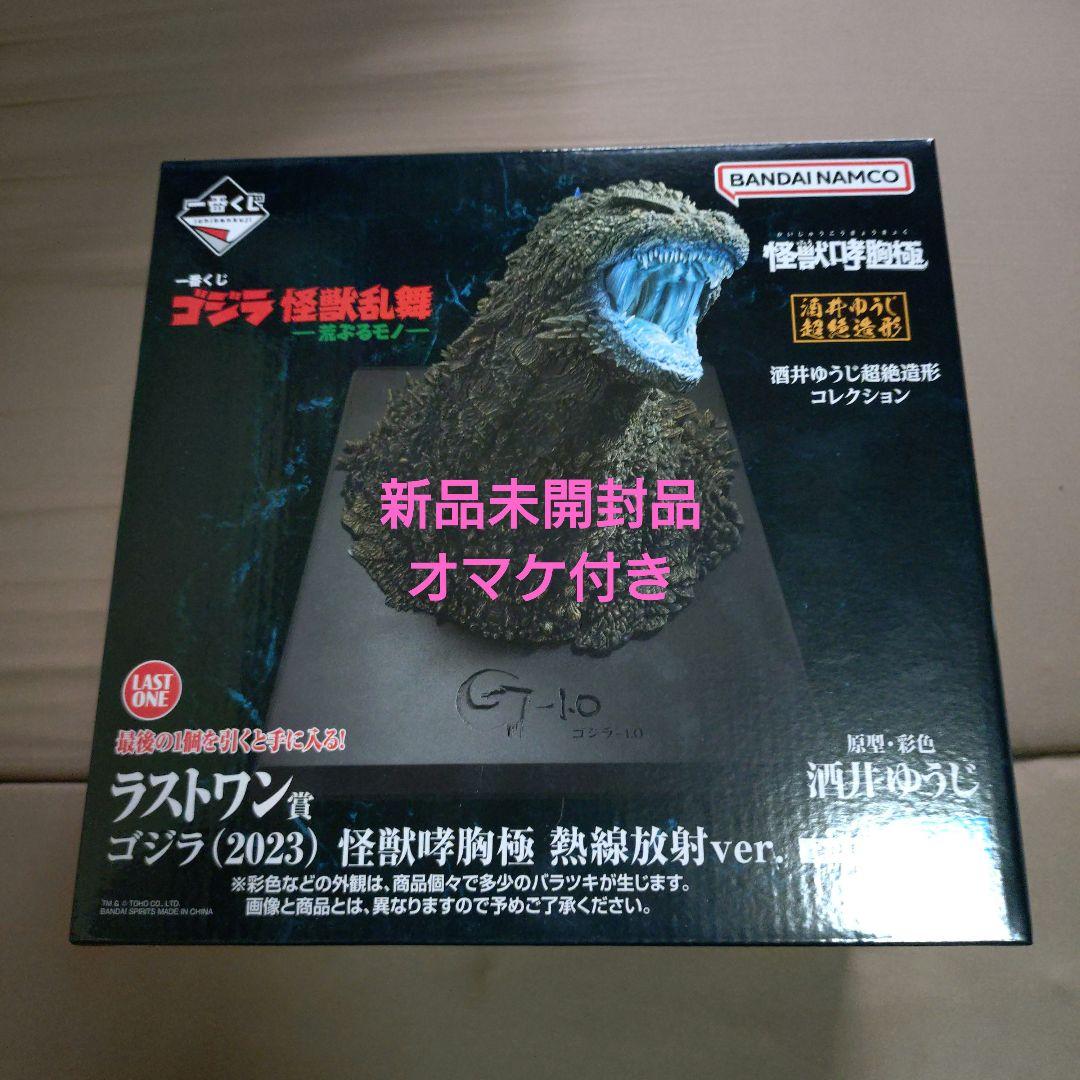 一番くじ
ichibankuji
BANDAI NAMCO
かいじゅうこうきょうきょく
怪獣哮胸極
一番くじ
ゴジラ 怪獣乱舞
―荒ぶるモノ―
酒井ゆうじ
超絶造形
酒井ゆうじ超絶造形
コレクション
新品未開封品
オマケ付き
G-1.0
ゴジラ-1.0
LAST
ONE
最後の1個を引くと手に入る!
ラストワン賞
原型・彩色
酒井ゆうじ
ゴジラ(2023) 怪獣哮胸極 熱線放射ver.
※彩色などの外観は、商品個々で多少のバラツキが生じます。
画像と商品とは、異なりますので予めご了承ください。
TM & © TOHO CO., LTD.
BANDAI SPIRITS MADE IN CHINA